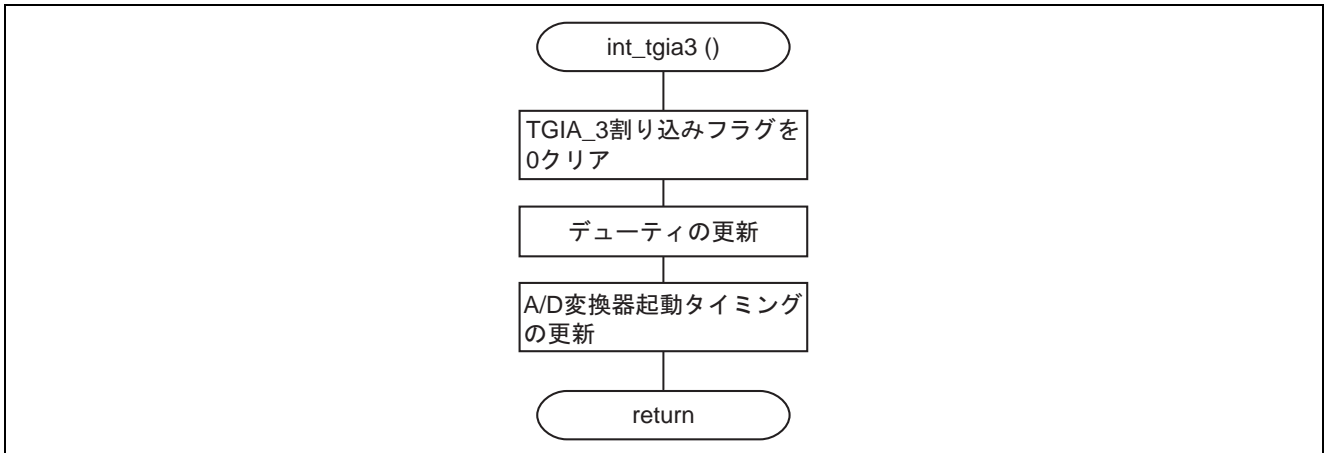 int_tgia3 ()
TGIA_3割り込みフラグを
0クリア
デューティの更新
A/D変換器起動タイミング
の更新
return